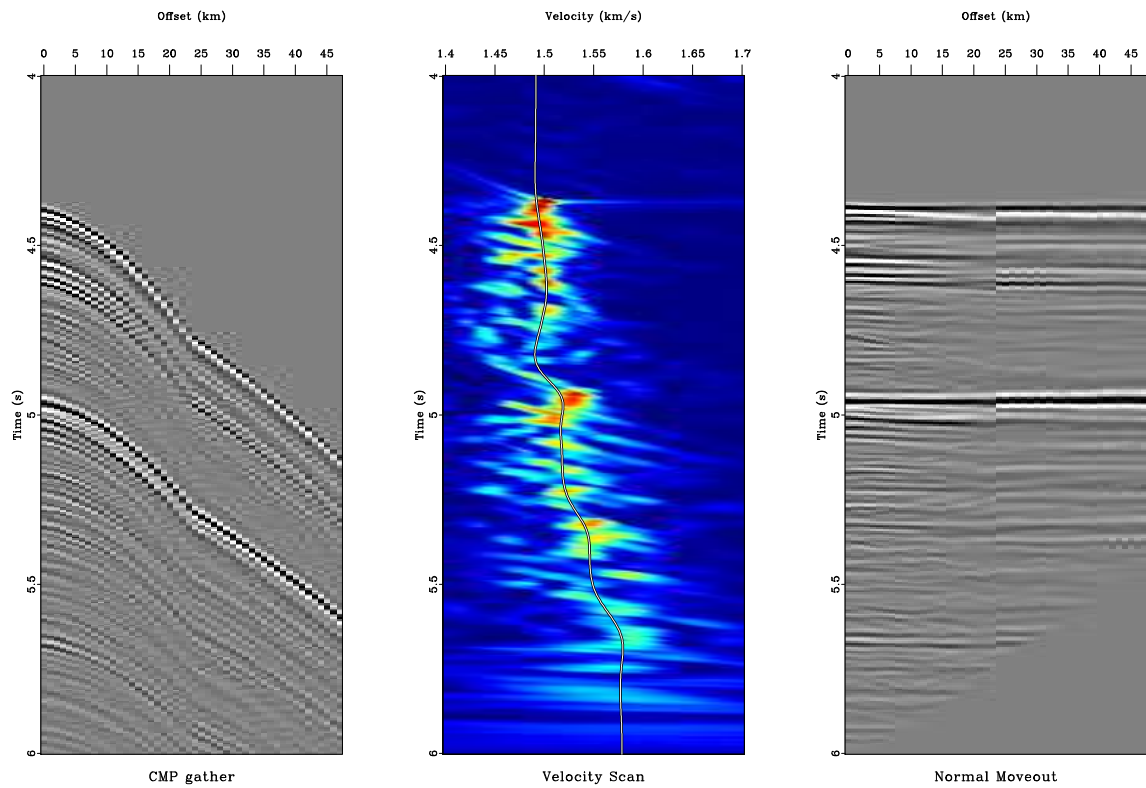 Offset (km)
0 5 10 15 20 25 30 35 40 45
4
4.5
5
5.5
6
Time (s)
CMP gather
Velocity (km/s)
1.4 1.45 1.5 1.55 1.6 1.65 1.7
4
4.5
5
5.5
6
Time (s)
Velocity Scan
Offset (km)
0 5 10 15 20 25 30 35 40 45
4
4.5
5
5.5
6
Time (s)
Normal Moveout